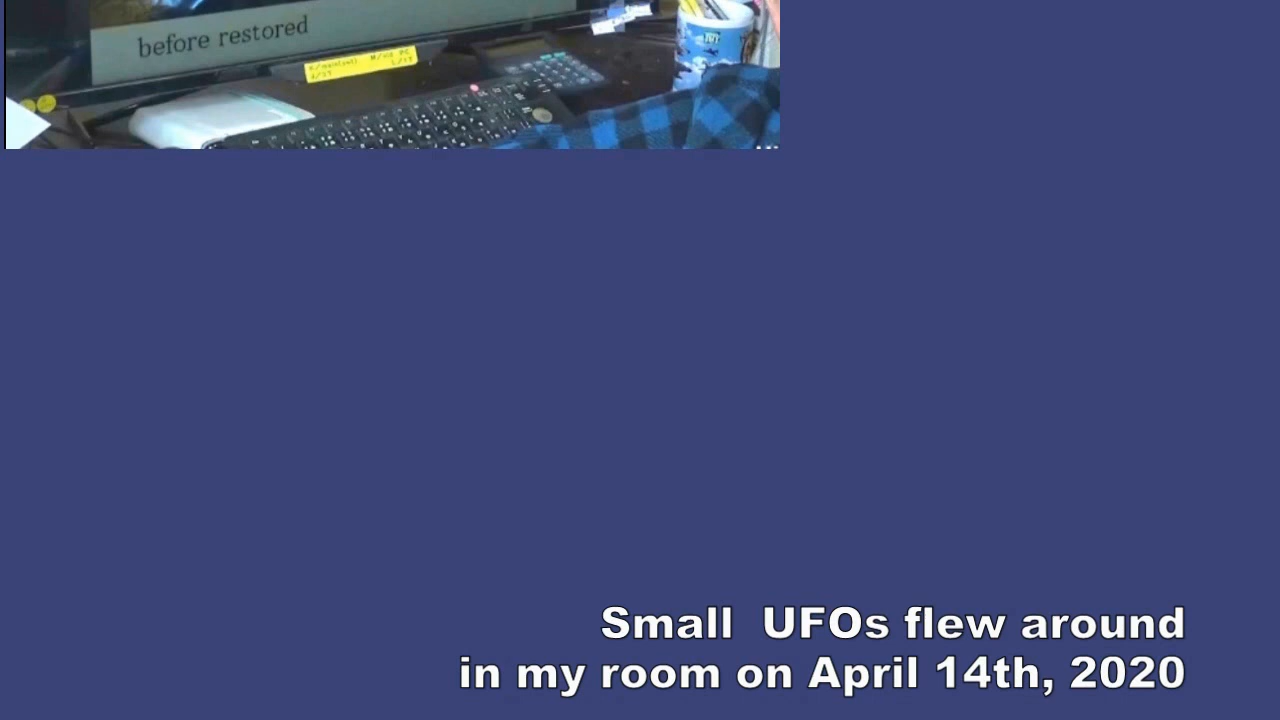 before restored
Small  UFOs flew around
in my room on April 14th, 2020